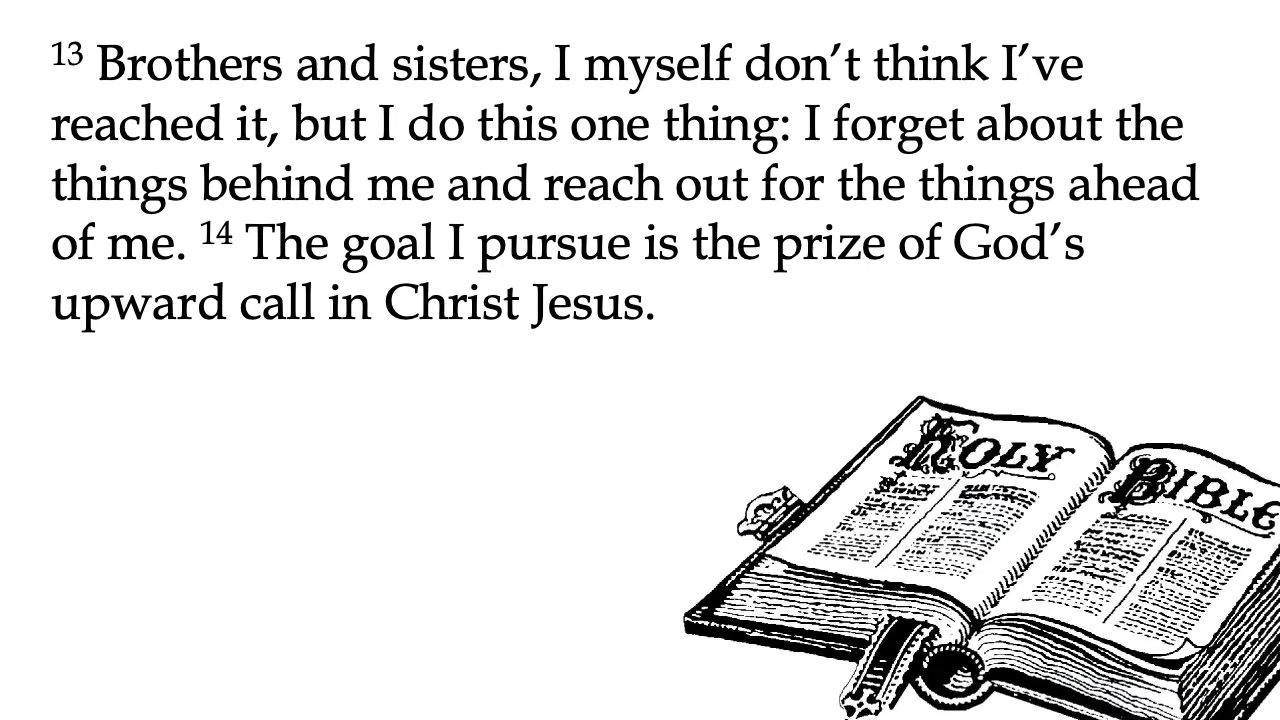 ¹³ Brothers and sisters, I myself don’t think I’ve
reached it, but I do this one thing: I forget about the
things behind me and reach out for the things ahead
of me. ¹⁴ The goal I pursue is the prize of God’s
upward call in Christ Jesus.
HOLY
BIBLE